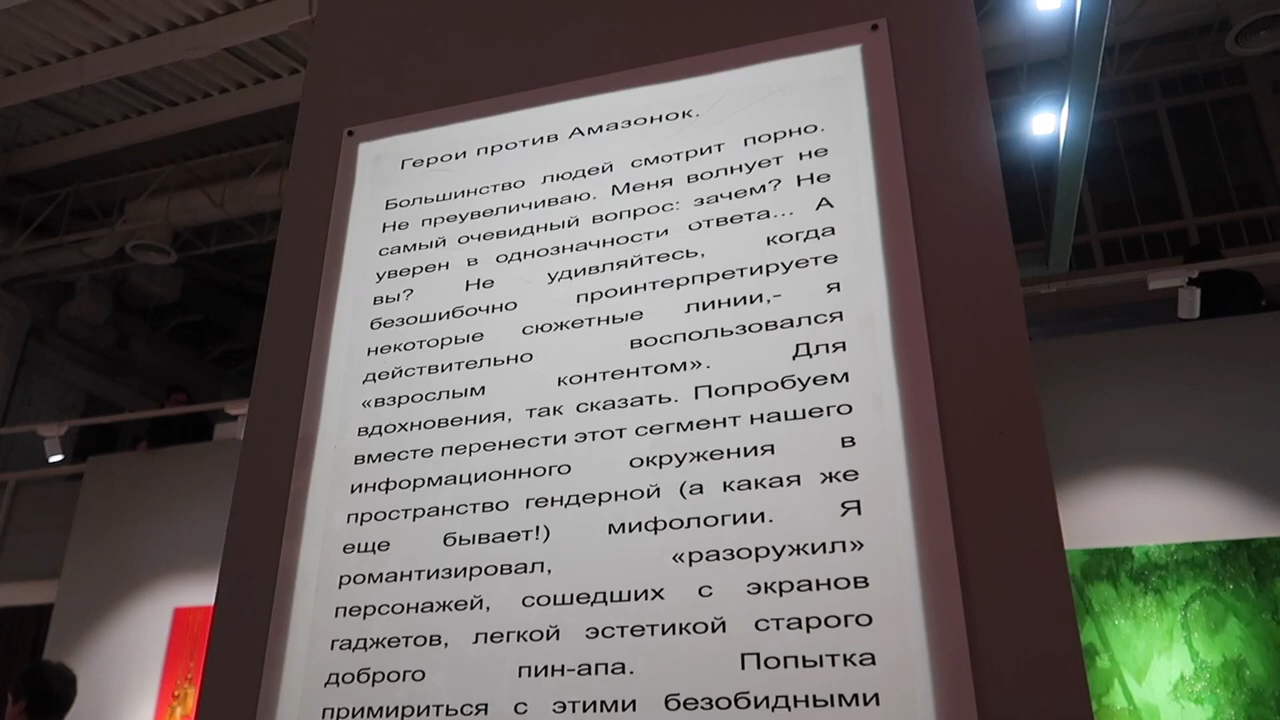 Герои против Амазонок.
Большинство людей смотрит порно.
Не преувеличиваю. Меня волнует не
самый очевидный вопрос: зачем? Не
уверен в однозначности ответа... А
вы? Не удивляйтесь, когда
безошибочно проинтерпретируете
некоторые сюжетные линии,- я
действительно воспользовался
«взрослым контентом». Для
вдохновения, так сказать. Попробуем
вместе перенести этот сегмент нашего
информационного окружения в
пространство гендерной (а какая же
еще бывает!) мифологии. Я
романтизировал, «разоружил»
персонажей, сошедших с экранов
гаджетов, легкой эстетикой старого
доброго пин-апа. Попытка
примириться с этими безобидными